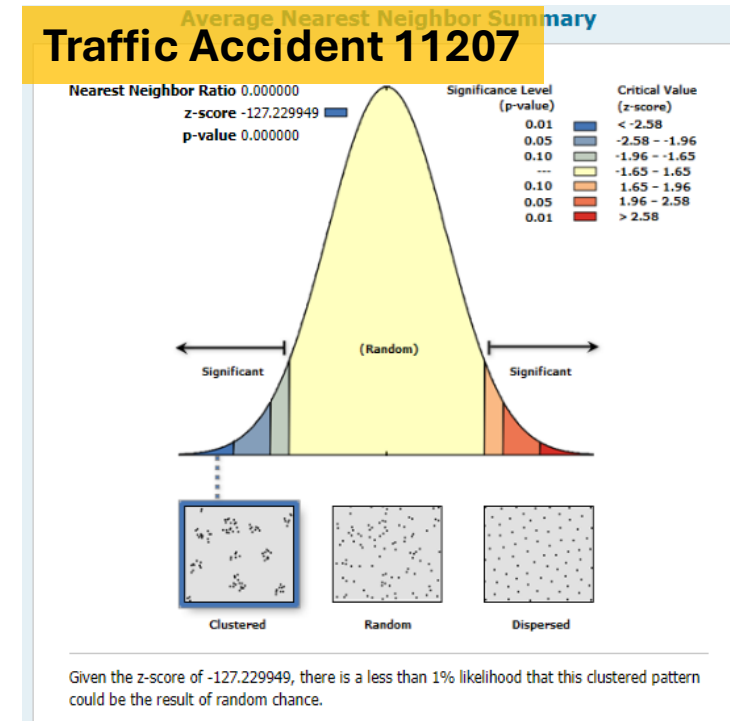 Average Nearest Neighbor Summary
Traffic Accident 11207
Nearest Neighbor Ratio 0.000000
z-score -127.229949
p-value 0.000000
Significance Level Critical Value
(p-value) (z-score)
0.01 < -2.58
0.05 -2.58 - -1.96
0.10 -1.96 - -1.65
--- -1.65 - 1.65
0.10 1.65 - 1.96
0.05 1.96 - 2.58
0.01 > 2.58
(Random)
Significant Significant
Clustered Random Dispersed
Given the z-score of -127.229949, there is a less than 1% likelihood that this clustered pattern
could be the result of random chance.